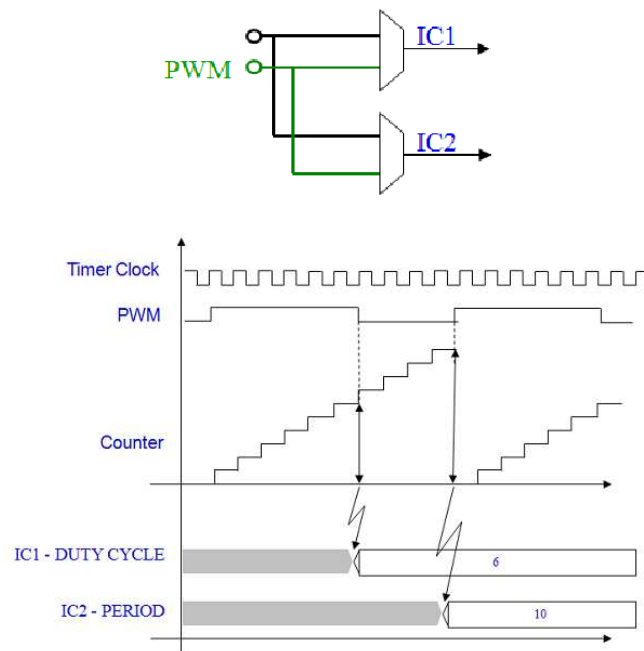 IC1
PWM
IC2
Timer Clock
PWM
Counter
IC1 - DUTY CYCLE
6
IC2 - PERIOD
10